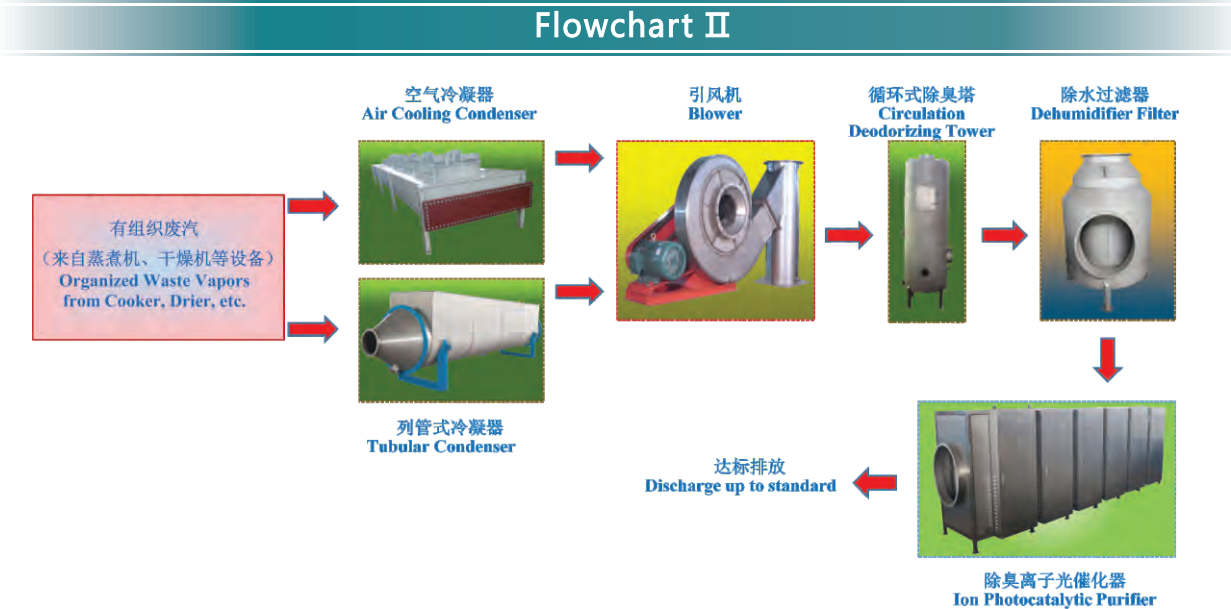 Flowchart Ⅱ
有组织废汽
（来自蒸煮机、干燥机等设备）
Organized Waste Vapors
from Cooker, Drier, etc.
空气冷凝器
Air Cooling Condenser
列管式冷凝器
Tubular Condenser
引风机
Blower
循环式除臭塔
Circulation
Deodorizing Tower
除水过滤器
Dehumidifier Filter
除臭离子光催化器
Ion Photocatalytic Purifier
达标排放
Discharge up to standard